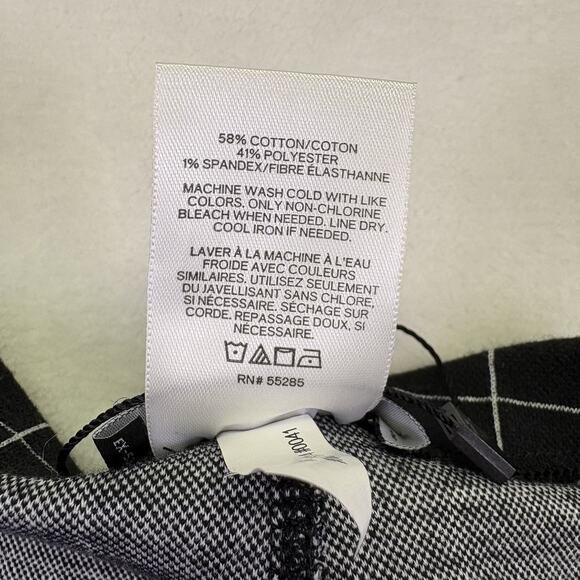 58% COTTON/COTON
41% POLYESTER
1% SPANDEX/FIBRE ÉLASTHANNE
MACHINE WASH COLD WITH LIKE
COLORS. ONLY NON-CHLORINE
BLEACH WHEN NEEDED. LINE DRY.
COOL IRON IF NEEDED.
LAVER À LA MACHINE À L'EAU
FROIDE AVEC COULEURS
SIMILAIRES. UTILISEZ SEULEMENT
DU JAVELLISANT SANS CHLORE,
SI NÉCESSAIRE. SÉCHAGE SUR
CORDE. REPASSAGE DOUX, SI
NÉCESSAIRE.
RN# 55285